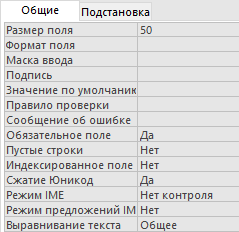 Общие Подстановка
Размер поля 50
Формат поля
Маска ввода
Подпись
Значение по умолчанию
Правило проверки
Сообщение об ошибке
Обязательное поле Да
Пустые строки Нет
Индексированное поле Нет
Сжатие Юникод Да
Режим IME Нет контроля
Режим предложений IM Нет
Выравнивание текста Общее